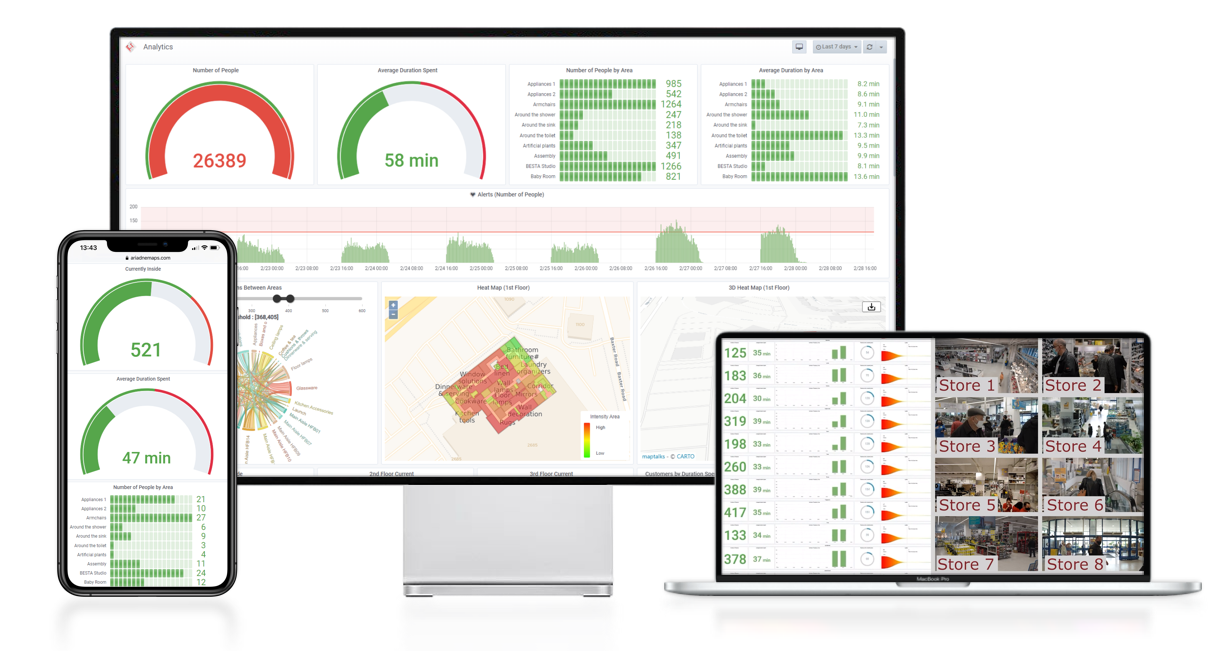 Analytics
Last 7 days
Number of People
26389
Average Duration Spent
58 min
Number of People by Area
Appliances 1 985
Appliances 2 542
Armchairs 1264
Around the shower 247
Around the sink 218
Around the toilet 138
Artificial plants 347
Assembly 491
BESTA Studio 1266
Baby Room 821
Average Duration by Area
Appliances 1 8.2 min
Appliances 2 8.6 min
Armchairs 9.1 min
Around the shower 11.0 min
Around the sink 7.3 min
Around the toilet 13.3 min
Artificial plants 9.5 min
Assembly 9.9 min
BESTA Studio 8.1 min
Baby Room 13.6 min
Alerts (Number of People)
200
150
16:00 2/23 00:00 2/23 08:00 2/23 16:00 2/24 00:00 2/24 08:00 2/24 16:00 2/25 00:00 2/25 08:00 2/25 16:00 2/26 00:00 2/26 08:00 2/26 16:00 2/27 00:00 2/27 08:00 2/27 16:00 2/28 00:00 2/28 08:00 2/28 16:00
ns Between Areas
300 400 500 600
hold : [368,405]
Heat Map (1st Floor)
+
-
Baxter Road
Baxter Road
Bathroom
Furniture#
Laundry
Organizers
Window
Corridor
Kitchen
tools
Rugs
Intensity Area
High
Low
3D Heat Map (1st Floor)
maptalks - © CARTO
2nd Floor Current
3rd Floor Current
Customers by Duration Spe
13:43
ariadnemaps.com
Currently Inside
521
Average Duration Spent
47 min
Number of People by Area
Appliances 1 21
Appliances 2 10
Armchairs 27
Around the shower 6
Around the sink 9
Around the toilet 3
Artificial plants 4
Assembly 11
BESTA Studio 24
Baby Room 12
125 35 min
183 36 min
204 30 min
319 39 min
198 33 min
260 33 min
388 39 min
417 35 min
133 34 min
378 37 min
Store 1
Store 2
Store 3
Store 4
Store 5
Store 6
Store 7
Store 8
MacBook Pro